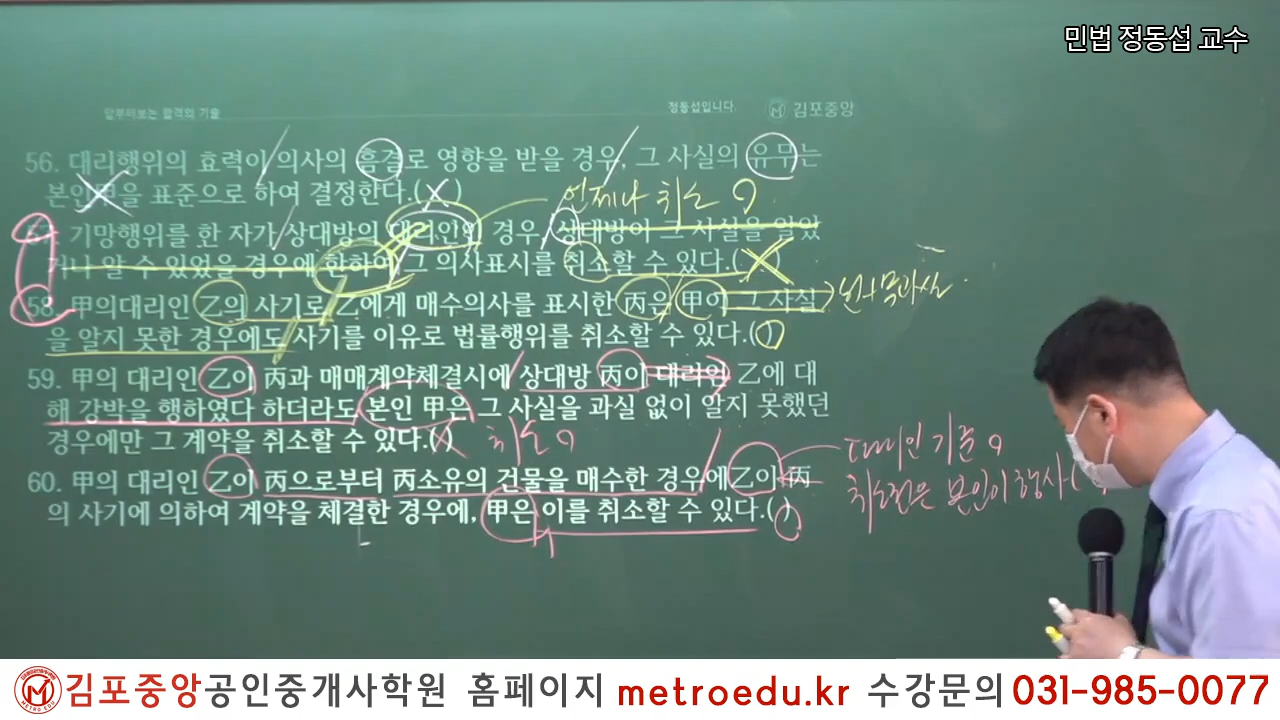 민법 정동섭 교수
앞부터보는 합격의 기술
정동섭입니다.
김포중앙
56. 대리행위의 효력이 의사의 흠결로 영향을 받을 경우, 그 사실의 유무는
본인甲을 표준으로 하여 결정한다.(X)
언제나 취소
57. 기망행위를 한 자가 상대방의 대리인인 경우, 상대방이 그 사실을 알았
거나 알 수 있었을 경우에 한하여 그 의사표시를 취소할 수 있다.(X)
58. 甲의대리인 乙의 사기로 乙에게 매수의사를 표시한 丙은 甲이 그 사실
을 알지 못한 경우에도 사기를 이유로 법률행위를 취소할 수 있다.( )
59. 甲의 대리인 乙이 丙과 매매계약체결시에 상대방 丙이 대리인 乙에 대
해 강박을 행하였다 하더라도 본인 甲은 그 사실을 과실 없이 알지 못했던
경우에만 그 계약을 취소할 수 있다.(X) 취소
60. 甲의 대리인 乙이 丙으로부터 丙소유의 건물을 매수한 경우에 乙이 丙
의 사기에 의하여 계약을 체결한 경우에, 甲은 이를 취소할 수 있다.( )
대리인 기준
취소권은 본인이 행사
김포중앙공인중개사학원 홈페이지 metroedu.kr 수강문의 031-985-0077
METRO EDU